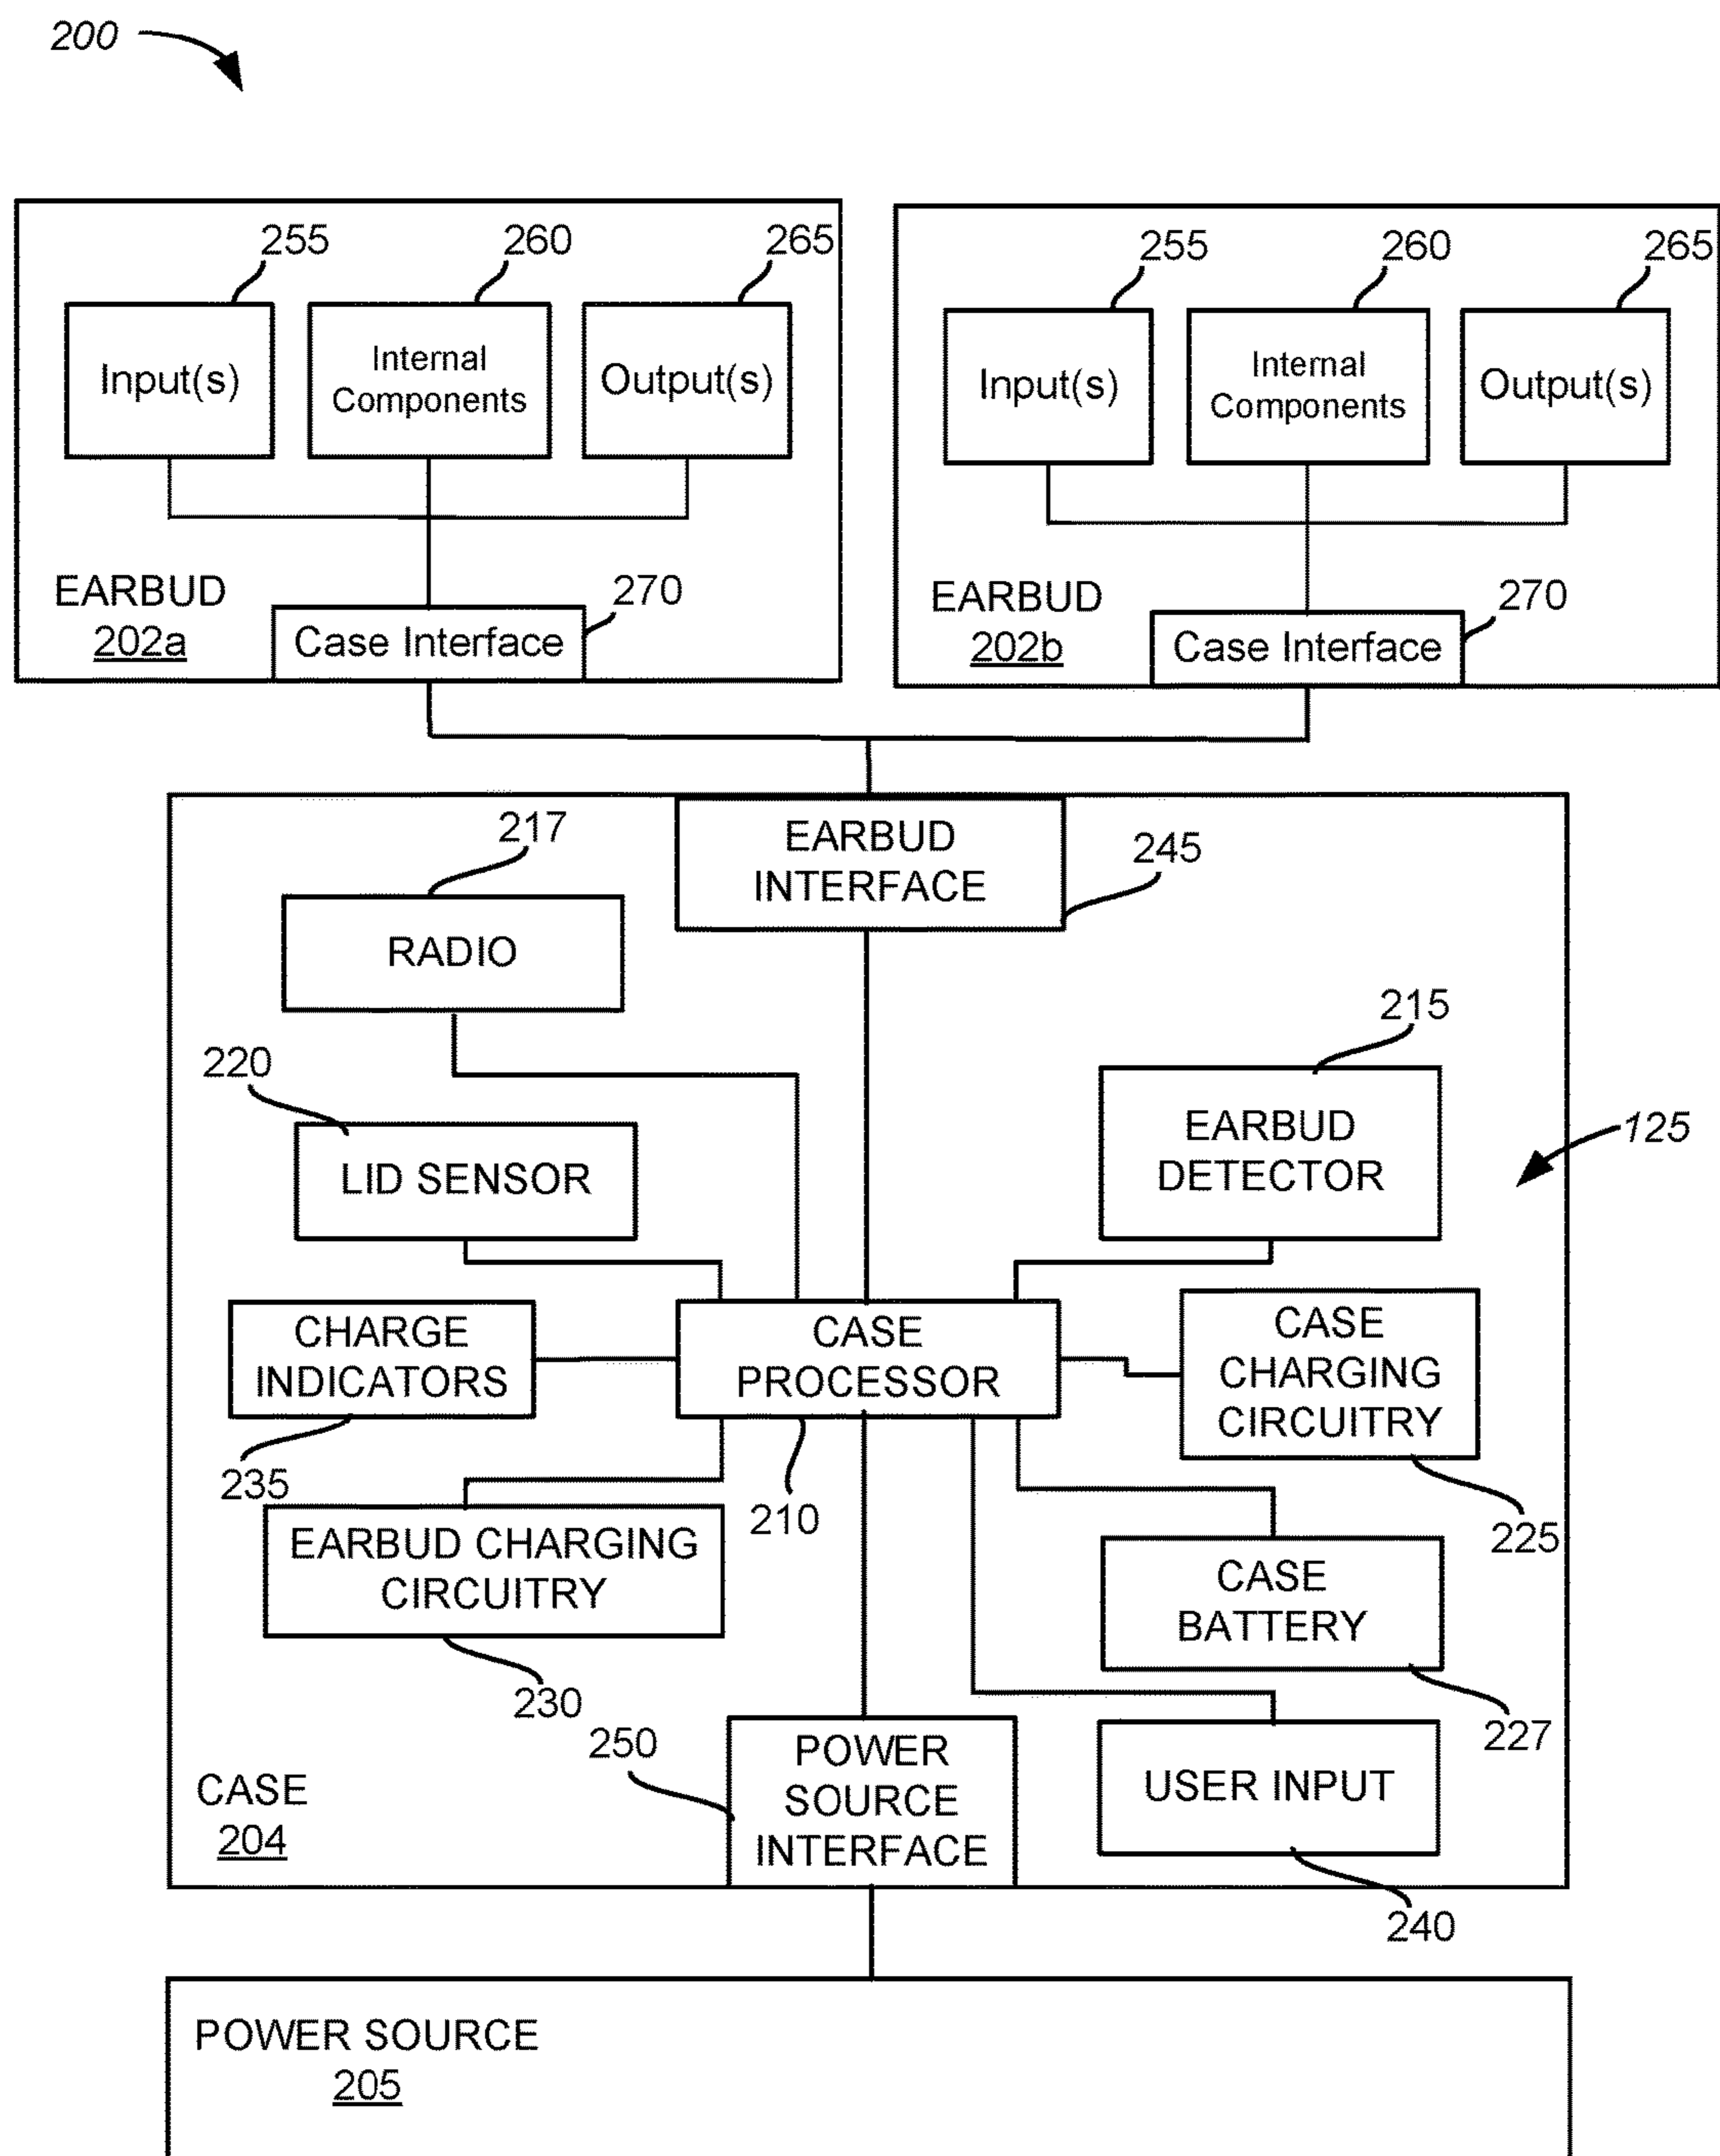 200
255
260
265
Input(s)
Internal
Components
Output(s)
EARBUD
202a
270
Case Interface
255
260
265
Input(s)
Internal
Components
Output(s)
EARBUD
202b
270
Case Interface
217
EARBUD
INTERFACE
245
RADIO
215
220
EARBUD
DETECTOR
125
LID SENSOR
CHARGE
INDICATORS
CASE
PROCESSOR
CASE
CHARGING
CIRCUITRY
235
210
225
EARBUD CHARGING
CIRCUITRY
CASE
BATTERY
230
227
250
POWER
SOURCE
INTERFACE
USER INPUT
CASE
204
240
POWER SOURCE
205